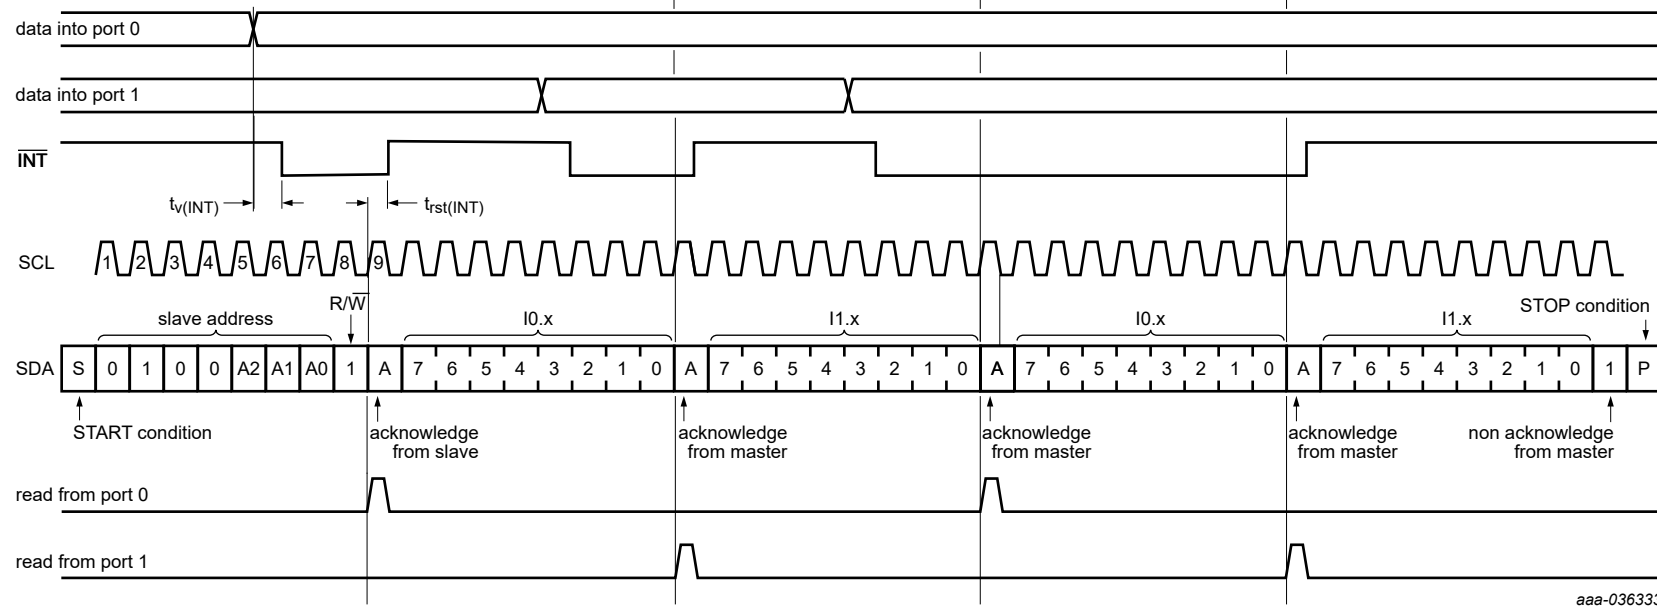 data into port 0
data into port 1
INT
tv(INT)
trst(INT)
SCL
1 2 3 4 5 6 7 8 9
R/W
STOP condition
slave address
I0.x
I1.x
I0.x
I1.x
SDA S 0 1 0 0 A2 A1 A0 1 A 7 6 5 4 3 2 1 0 A 7 6 5 4 3 2 1 0 A 7 6 5 4 3 2 1 0 A 7 6 5 4 3 2 1 0 1 P
START condition
acknowledge
from slave
acknowledge
from master
acknowledge
from master
acknowledge
from master
non acknowledge
from master
read from port 0
read from port 1
aaa-036333